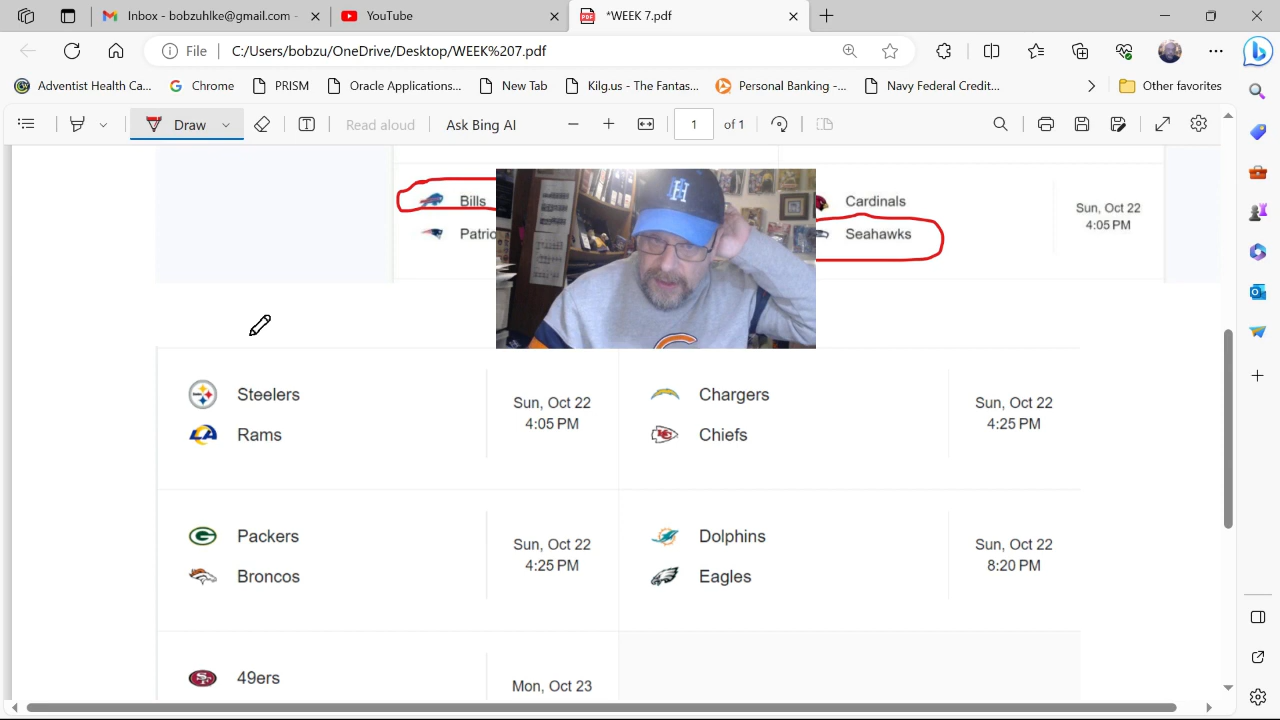 Inbox - bobzuhlke@gmail.com -
YouTube
*WEEK 7.pdf
File
C:/Users/bobzu/OneDrive/Desktop/WEEK%207.pdf
Adventist Health Ca...
Chrome
PRISM
Oracle Applications...
New Tab
Kilg.us - The Fantas...
Personal Banking -...
Navy Federal Credit...
Other favorites
Draw
Read aloud
Ask Bing AI
1
of 1
Bills
Patrio
Cardinals
Seahawks
Sun, Oct 22
4:05 PM
Steelers
Rams
Sun, Oct 22
4:05 PM
Chargers
Chiefs
Sun, Oct 22
4:25 PM
Packers
Broncos
Sun, Oct 22
4:25 PM
Dolphins
Eagles
Sun, Oct 22
8:20 PM
49ers
Mon, Oct 23